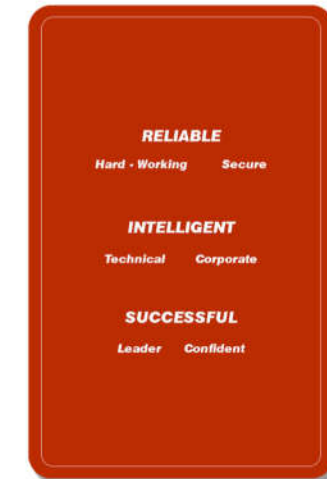 RELIABLE
Hard - Working Secure
INTELLIGENT
Technical Corporate
SUCCESSFUL
Leader Confident